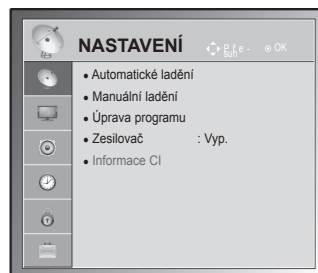 NASTAVENÍ
OK
• Automatické ladění
• Manuální ladění
• Úprava programu
• Zesilovač : Vyp.
• Informace CI